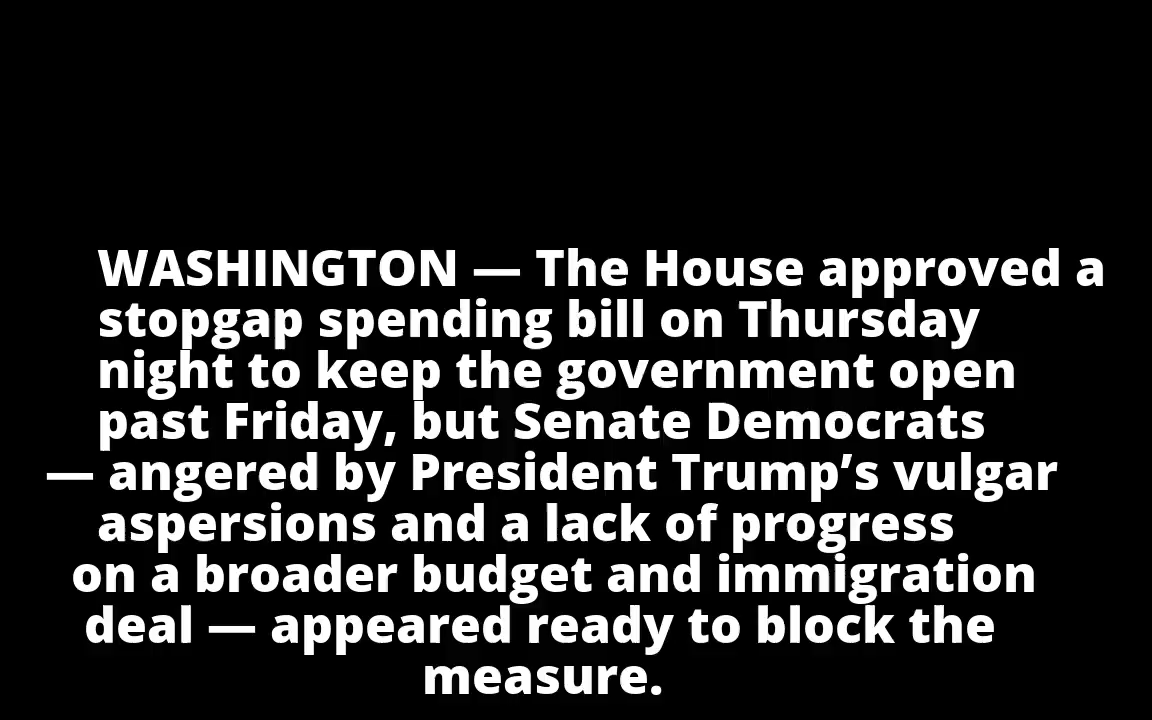 WASHINGTON — The House approved a
stopgap spending bill on Thursday
night to keep the government open
past Friday, but Senate Democrats
— angered by President Trump’s vulgar
aspersions and a lack of progress
on a broader budget and immigration
deal — appeared ready to block the
measure.